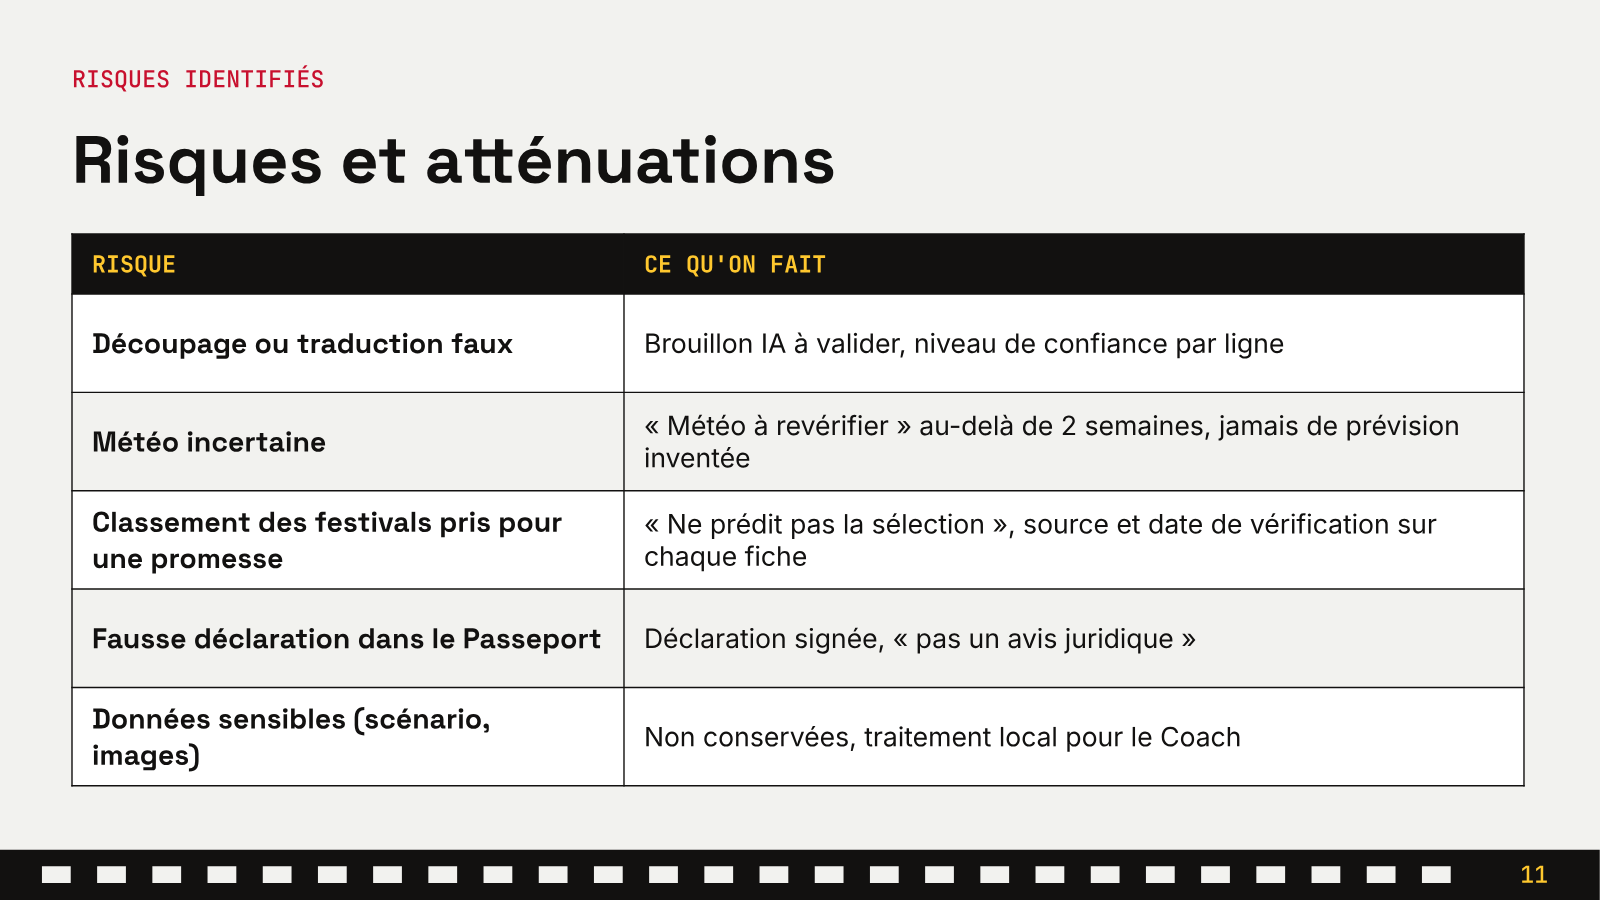 RISQUES IDENTIFIÉS
Risques et atténuations
RISQUE
CE QU'ON FAIT
Découpage ou traduction faux
Brouillon IA à valider, niveau de confiance par ligne
Météo incertaine
« Météo à revérifier » au-delà de 2 semaines, jamais de prévision
inventée
Classement des festivals pris pour
une promesse
« Ne prédit pas la sélection », source et date de vérification sur
chaque fiche
Fausse déclaration dans le Passeport
Déclaration signée, « pas un avis juridique »
Données sensibles (scénario,
images)
Non conservées, traitement local pour le Coach
11